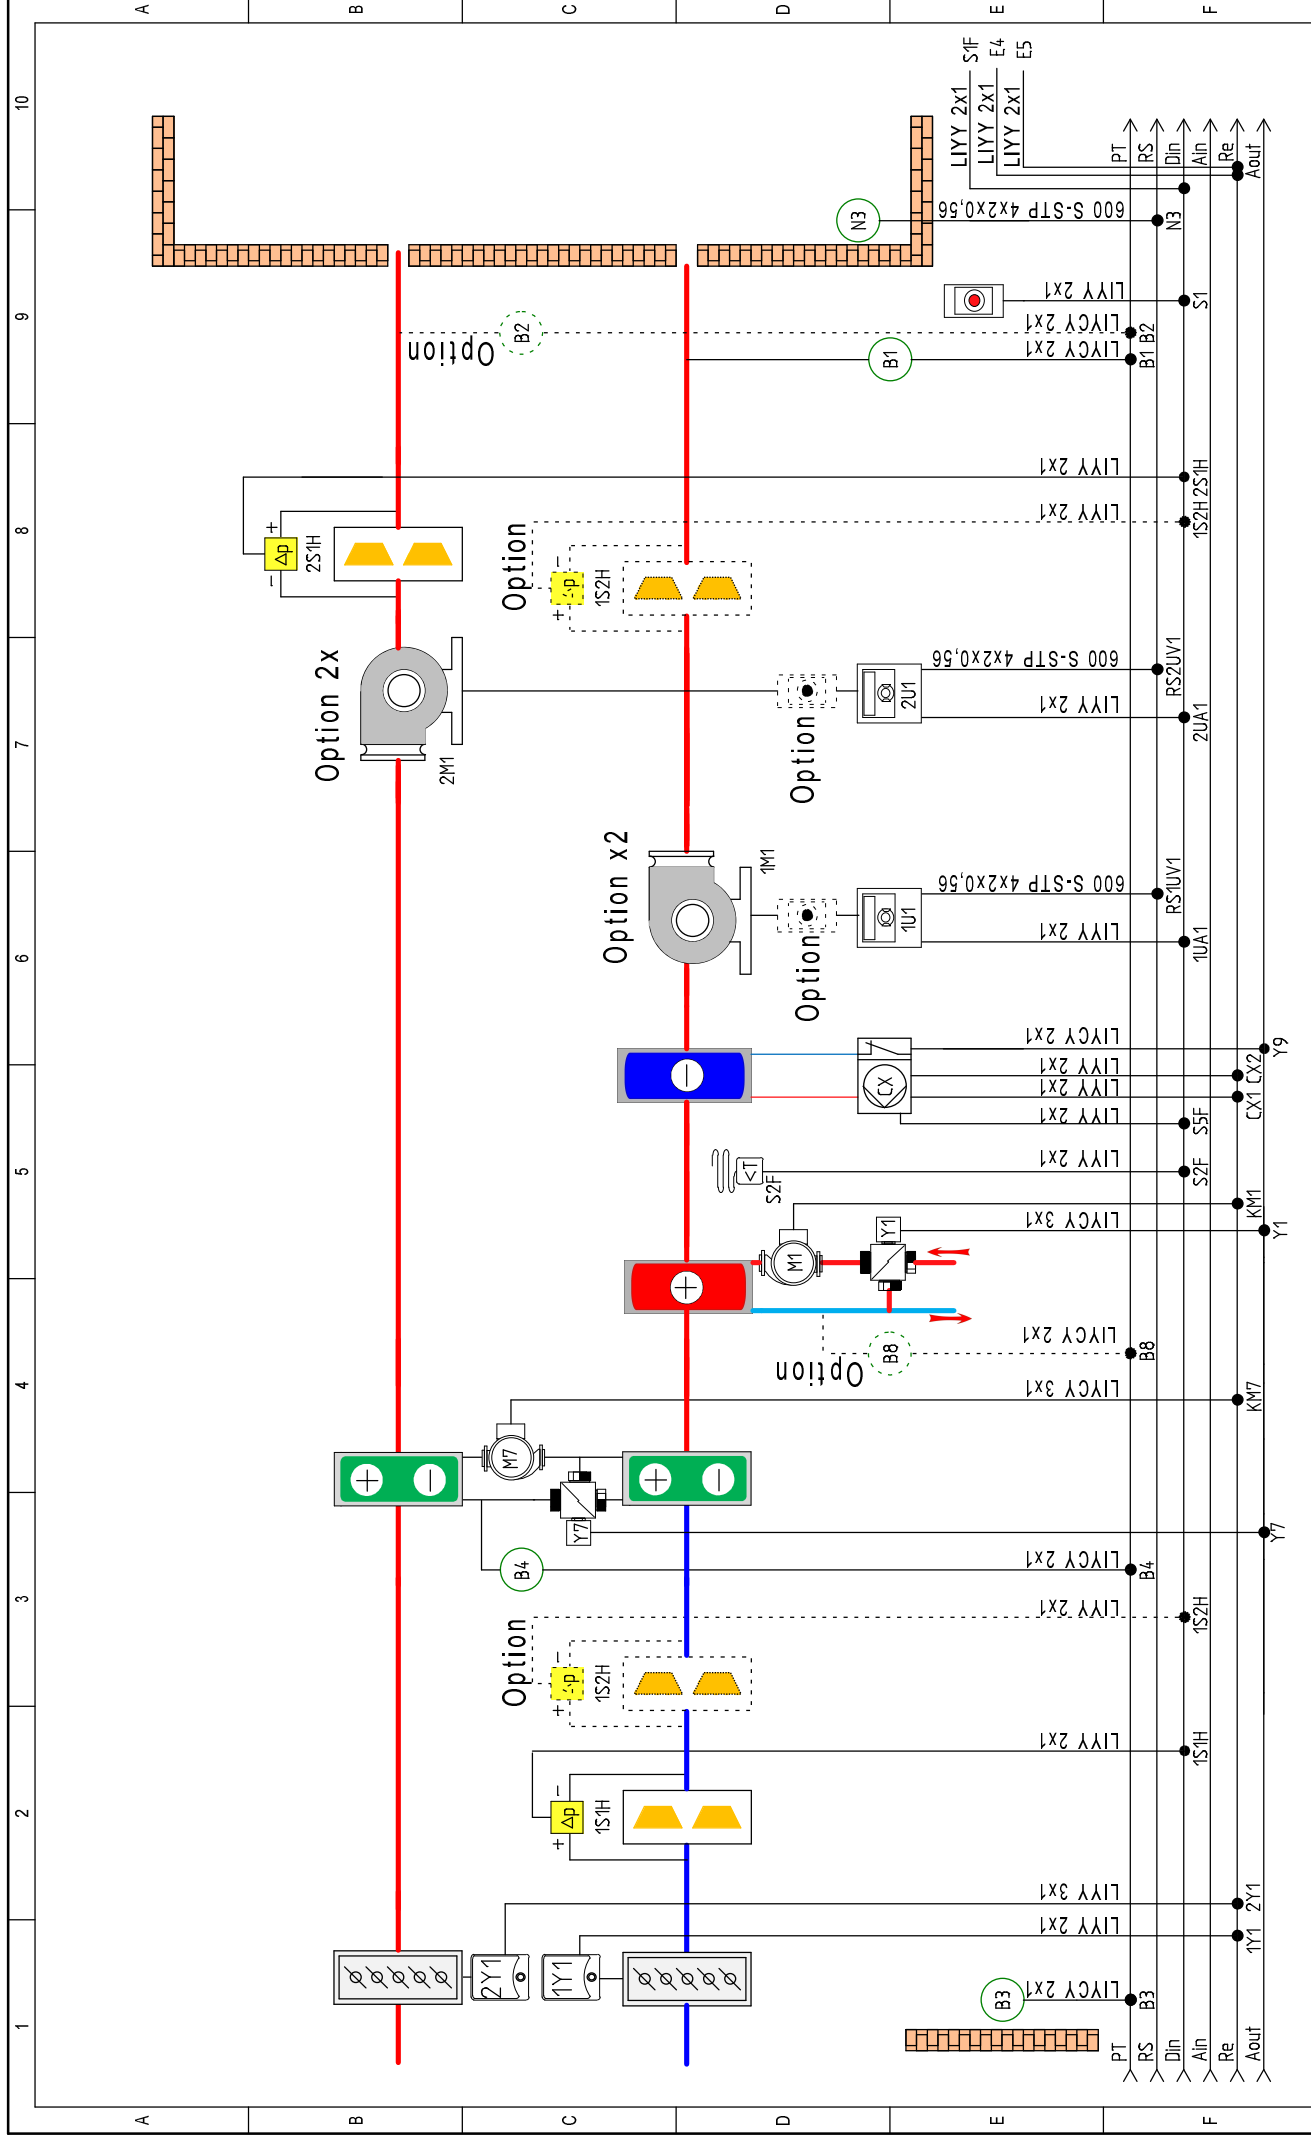 A
B
C
D
E
F
10
9
8
7
6
5
4
3
2
1
S1F
E4
E5
LIYY 2x1
LIYY 2x1
LIYY 2x1
PT
RS
Din
Ain
Re
Aout
N3
600 S-STP 4x2x0,56
N3
LIYY 2x1
S1
Option
B2
LIYCY 2x1
B2
B1
LIYCY 2x1
B1
- Δp +
2S1H
LIYY 2x1
2S1H
Option
+ -
1S2H
LIYY 2x1
1S2H
Option 2x
2M1
Option
2U1
600 S-STP 4x2x0,56
RS2UV1
LIYY 2x1
2UA1
Option x2
1M1
Option
1U1
600 S-STP 4x2x0,56
RS1UV1
LIYY 2x1
1UA1
−
CX
LIYCY 2x1
Y9
LIYY 2x1
CX2
LIYY 2x1
CX1
LIYY 2x1
S5F
<T
S2F
LIYY 2x1
S2F
+
M1
KM1
Y1
LIYCY 3x1
Y1
Option
B8
LIYCY 2x1
B8
M7
LIYCY 3x1
KM7
+ −
+ −
Y7
Y7
B4
LIYCY 2x1
B4
Option
+ -
1S2H
LIYY 2x1
1S2H
+ Δp -
1S1H
LIYY 2x1
1S1H
2Y1
LIYY 3x1
2Y1
1Y1
LIYY 2x1
1Y1
B3
LIYCY 2x1
B3
PT
RS
Din
Ain
Re
Aout
A
B
C
D
E
F